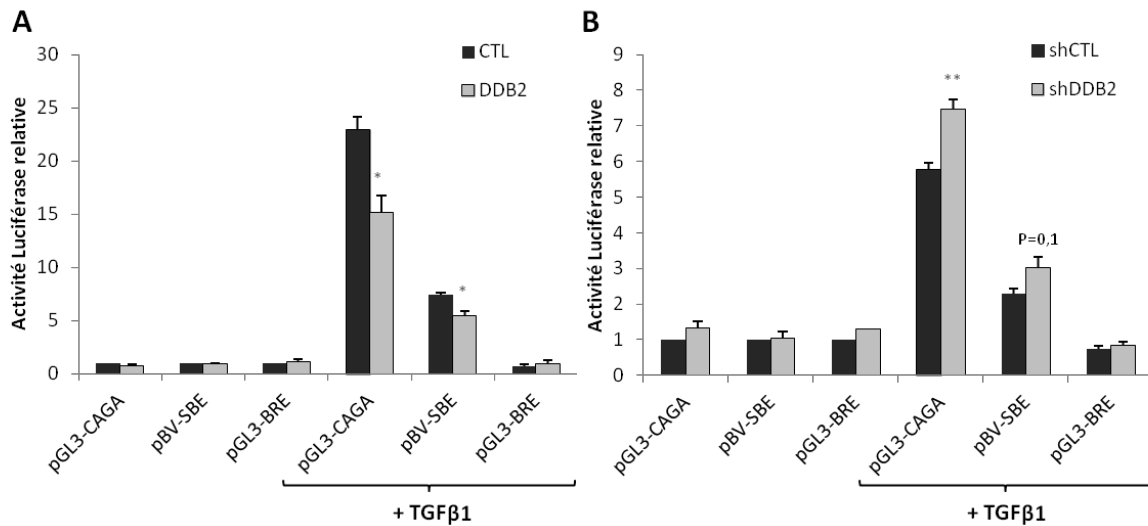 A
Activité Luciférase relative
30
25
20
15
10
5
0
CTL
DDB2
*
*
pGL3-CAGA
pBV-SBE
pGL3-BRE
pGL3-CAGA
pBV-SBE
pGL3-BRE
+ TGFβ1
B
Activité Luciférase relative
9
8
7
6
5
4
3
2
1
0
shCTL
shDDB2
**
P=0,1
pGL3-CAGA
pBV-SBE
pGL3-BRE
pGL3-CAGA
pBV-SBE
pGL3-BRE
+ TGFβ1